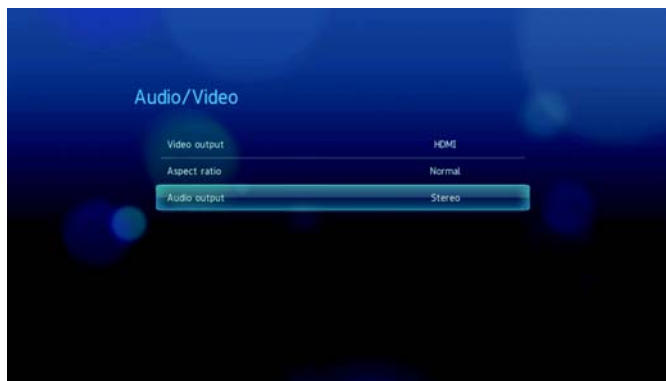 Audio/Video
Video output HDMI
Aspect ratio Normal
Audio output Stereo